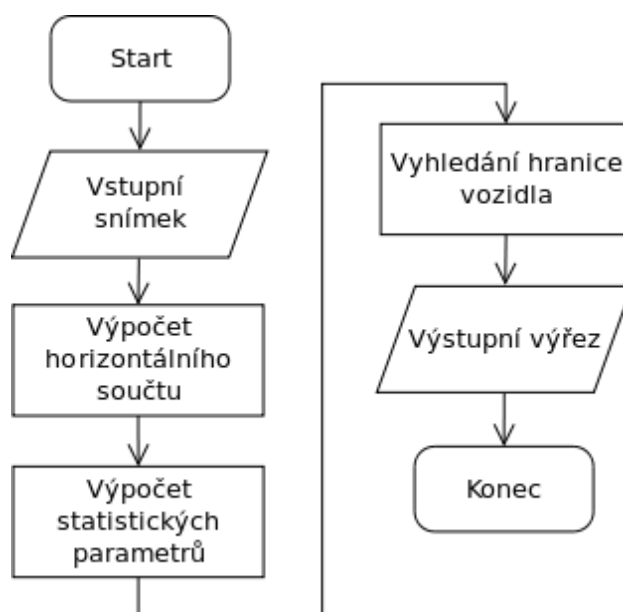 Start
Vstupní
snímek
Výpočet
horizontálního
součtu
Výpočet
statistických
parametrů
Vyhledání hranice
vozidla
Výstupní výřez
Konec